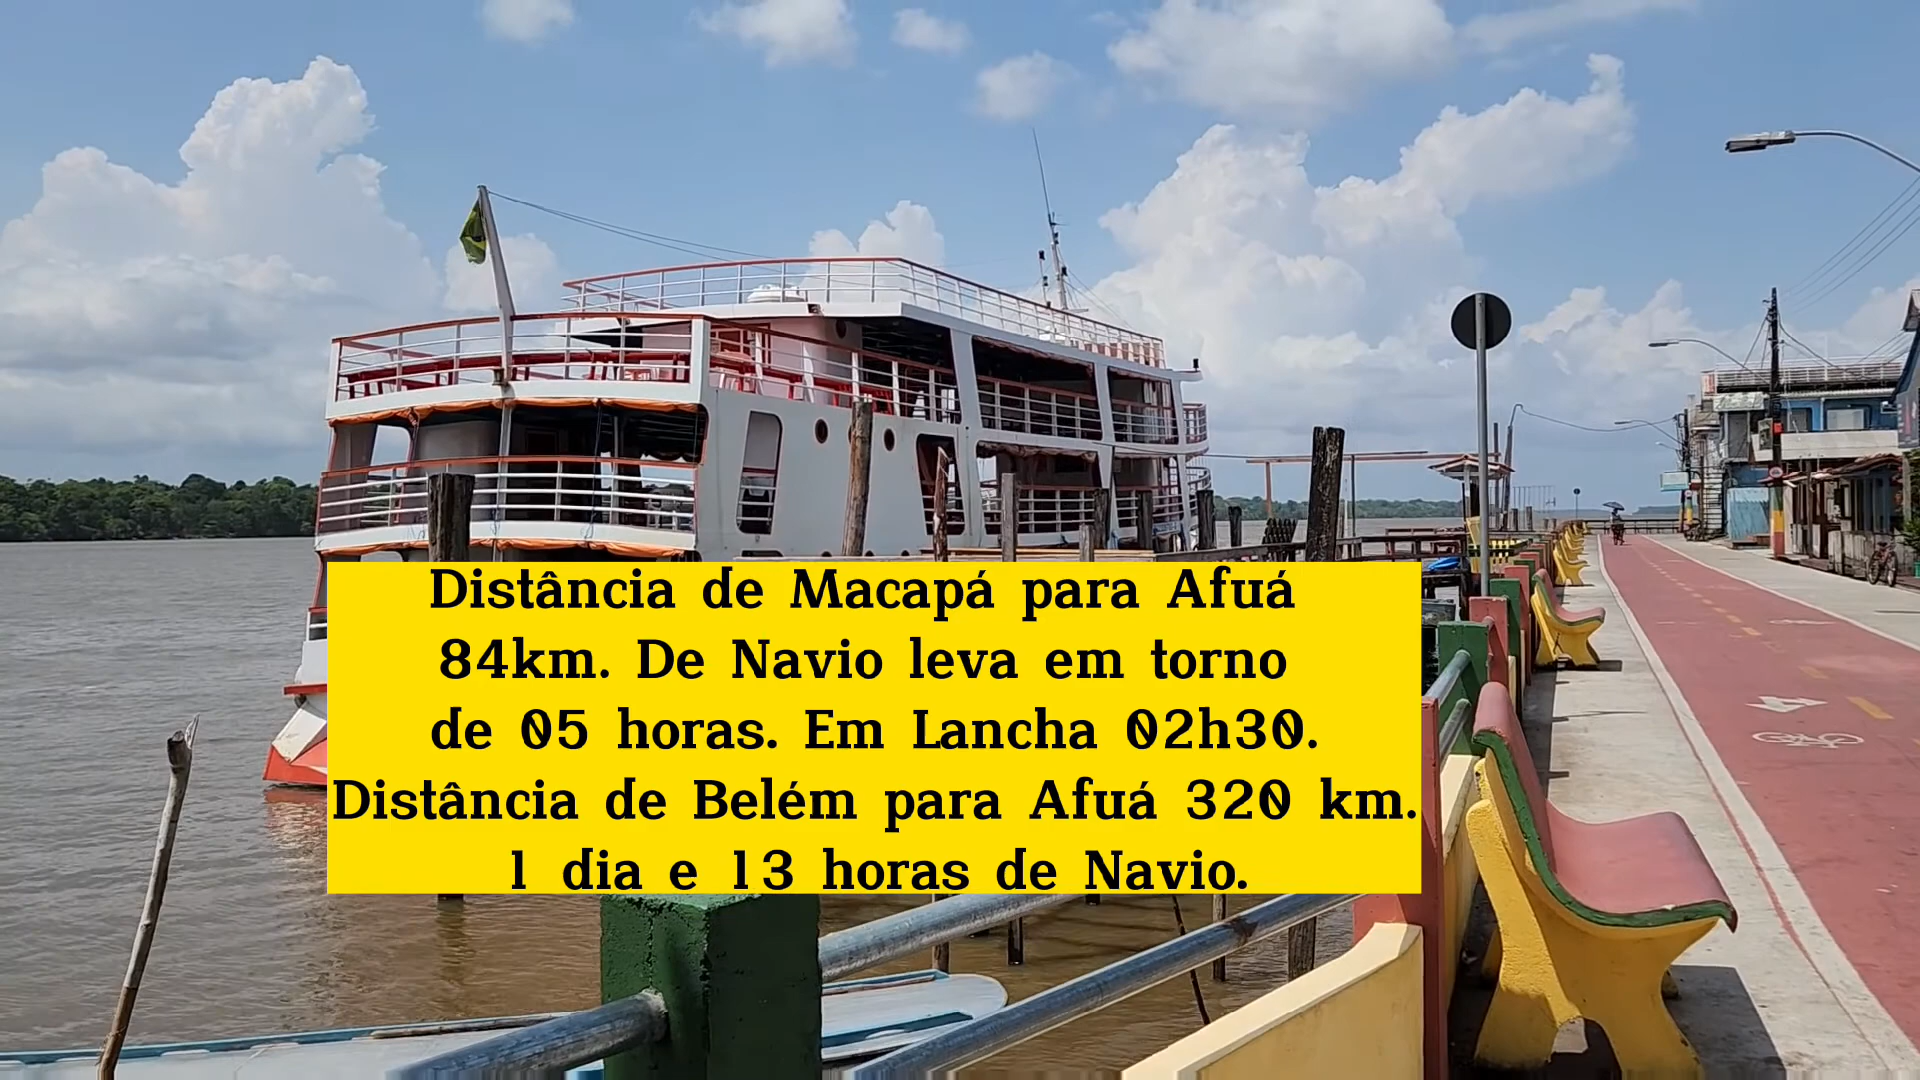 Distância de Macapá para Afuá
84km. De Navio leva em torno
de 05 horas. Em Lancha 02h30.
Distância de Belém para Afuá 320 km.
1 dia e 13 horas de Navio.